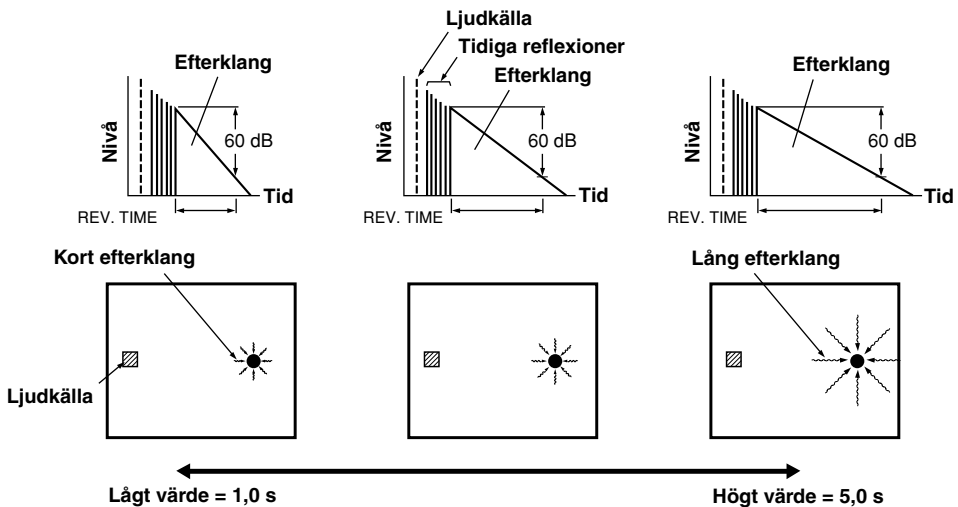 Ljudkälla
Tidiga reflexioner
Efterklang
Efterklang
Efterklang
Nivå
60 dB
Tid
REV. TIME
Nivå
60 dB
Tid
REV. TIME
Nivå
60 dB
Tid
REV. TIME
Kort efterklang
Lång efterklang
Ljudkälla
Lågt värde = 1,0 s
Högt värde = 5,0 s